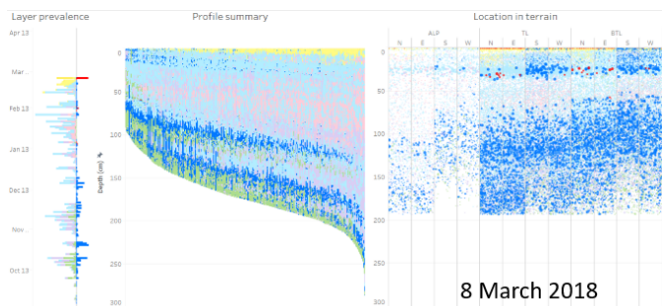 Layer prevalence
Profile summary
Location in terrain
Apr 13
Mar...
Feb 13
Jan 13
Dec 13
Nov...
Oct 13
Depth [cm]
0
50
100
150
200
250
300
ALP
TL
BTL
N E S W N E S W N E S W
0
50
100
150
200
250
300
8 March 2018